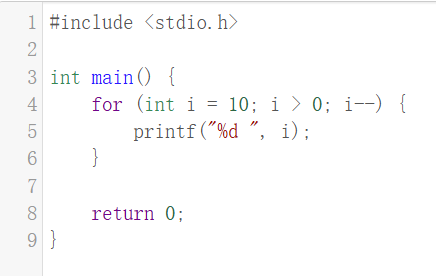 1 #include <stdio.h>
2
3 int main() {
4     for (int i = 10; i > 0; i--) {
5         printf("%d ", i);
6     }
7
8     return 0;
9 }